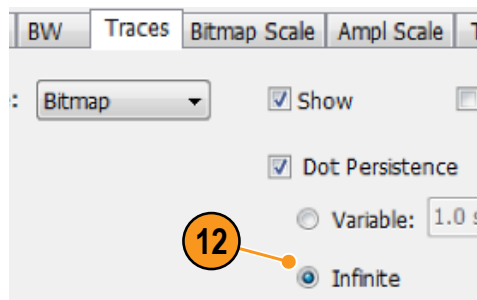 BW Traces Bitmap Scale Ampl Scale
: Bitmap Show
Dot Persistence
Variable: 1.0 s
12
Infinite